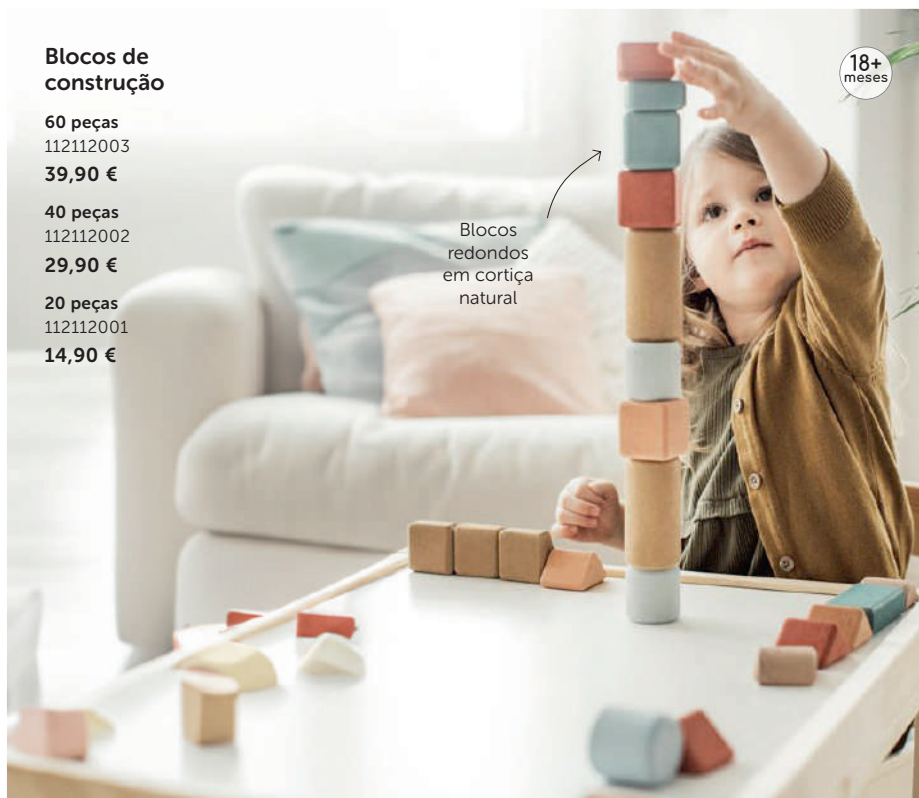 Blocos de
construção
60 peças
112112003
39,90 €
40 peças
112112002
29,90 €
20 peças
112112001
14,90 €
Blocos
redondos
em cortiça
natural
18+
meses